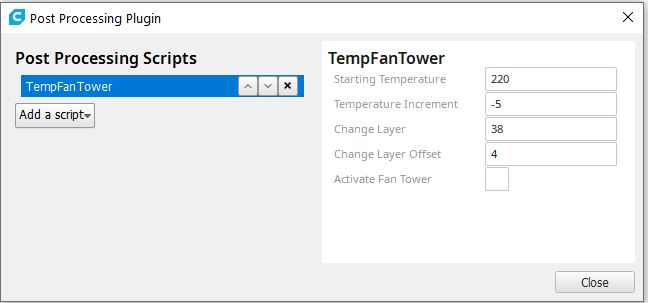 Post Processing Plugin
Post Processing Scripts
TempFanTower
Add a script
TempFanTower
Starting Temperature 220
Temperature Increment -5
Change Layer 38
Change Layer Offset 4
Activate Fan Tower
Close